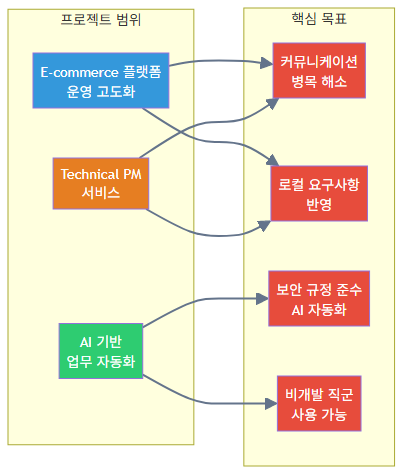 프로젝트 범위
E-commerce 플랫폼
운영 고도화
Technical PM
서비스
AI 기반
업무 자동화
핵심 목표
커뮤니케이션
병목 해소
로컬 요구사항
반영
보안 규정 준수
AI 자동화
비개발 직군
사용 가능